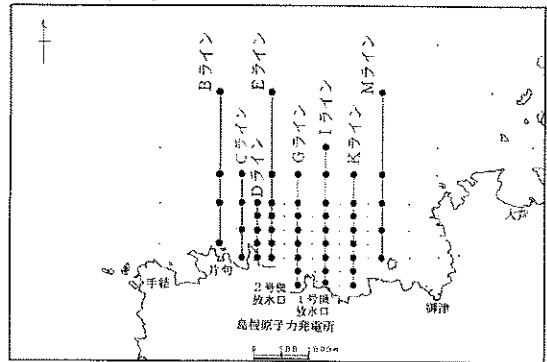 Bライン
Eライン
Mライン
Iライン
Cライン
Gライン
Kライン
Dライン
手結
片句
2号機
放水口
1号機
放水口
御津
大芦
島根原子力発電所
0 500 1000m